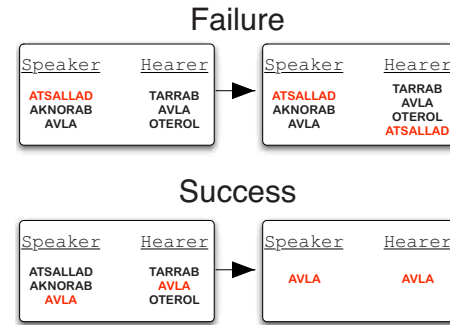 Failure
Speaker Hearer
ATSALLAD TARRAB
AKNORAB AVLA
AVLA OTEROL
Speaker Hearer
ATSALLAD TARRAB
AKNORAB AVLA
AVLA OTEROL
ATSALLAD
Success
Speaker Hearer
ATSALLAD TARRAB
AKNORAB AVLA
AVLA OTEROL
Speaker Hearer
AVLA AVLA